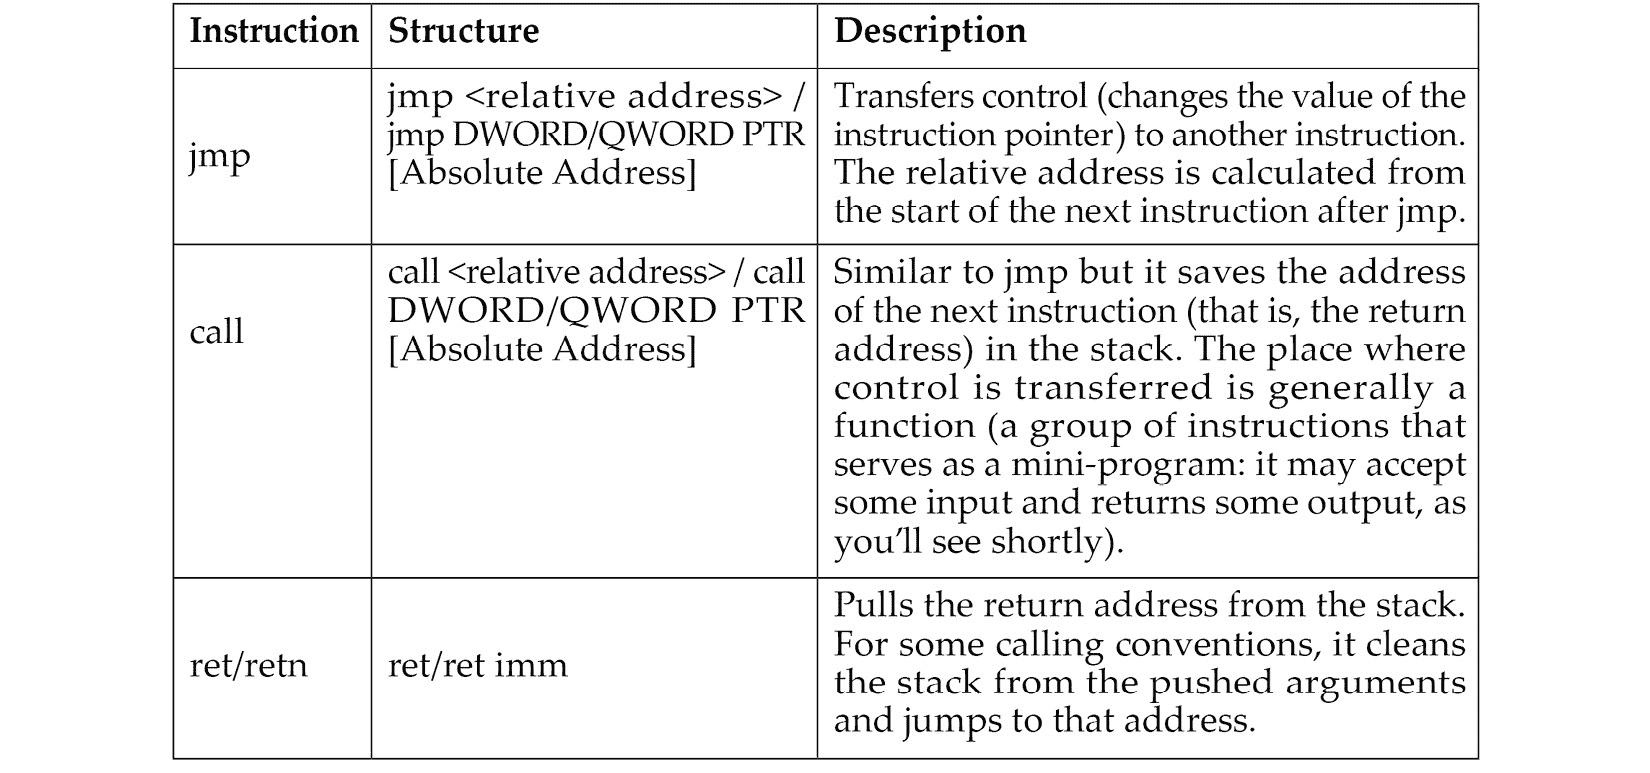 Instruction Structure Description
jmp
jmp <relative address> /
jmp DWORD/QWORD PTR
[Absolute Address]
Transfers control (changes the value of the
instruction pointer) to another instruction.
The relative address is calculated from
the start of the next instruction after jmp.
call
call <relative address> / call
DWORD/QWORD PTR
[Absolute Address]
Similar to jmp but it saves the address
of the next instruction (that is, the return
address) in the stack. The place where
control is transferred is generally a
function (a group of instructions that
serves as a mini-program: it may accept
some input and returns some output, as
you'll see shortly).
ret/retn
ret/ret imm
Pulls the return address from the stack.
For some calling conventions, it cleans
the stack from the pushed arguments
and jumps to that address.